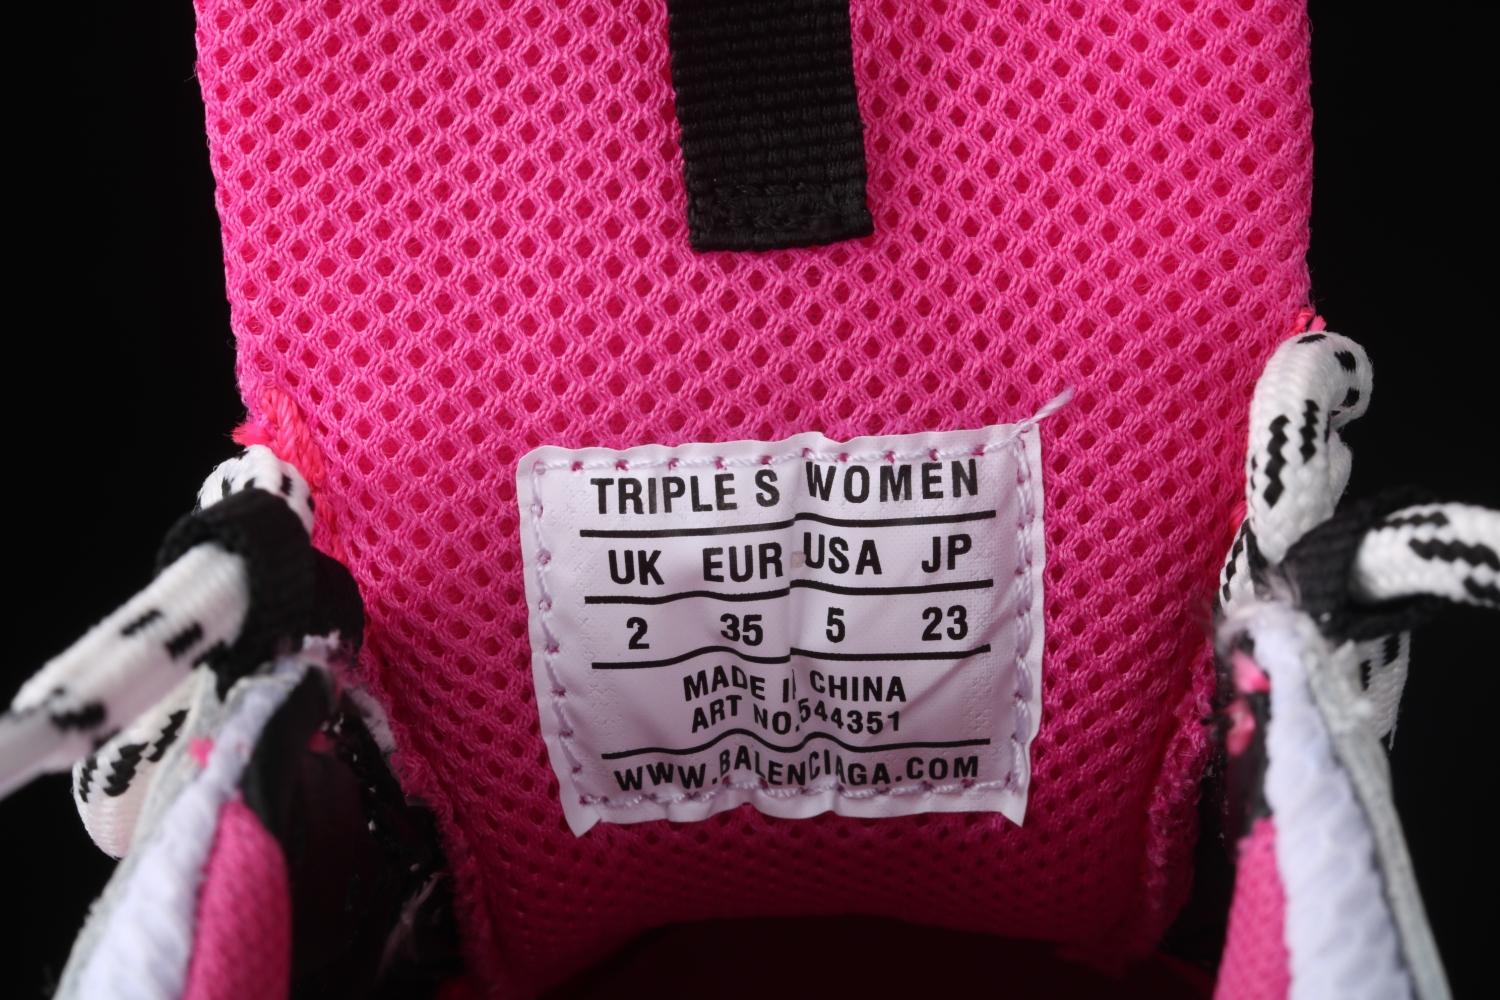 TRIPLE S WOMEN
UK EUR USA JP
2 35 5 23
MADE IN CHINA
ART NO.544351
WWW.BALENCIAGA.COM